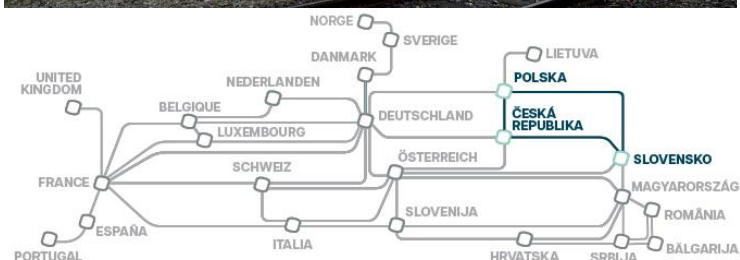 NORGE
SVERIGE
DANMARK
LIETUVA
UNITED
KINGDOM
NEDERLANDEN
POLSKA
BELGIQUE
DEUTSCHLAND
ČESKÁ
REPUBLIKA
LUXEMBOURG
SCHWEIZ
ÖSTERREICH
SLOVENSKO
FRANCE
MAGYARORSZÁG
ESPAÑA
SLOVENIJA
ROMÂNIA
PORTUGAL
ITALIA
HRVATSKA
SRBIJA
BĂLGARIJA